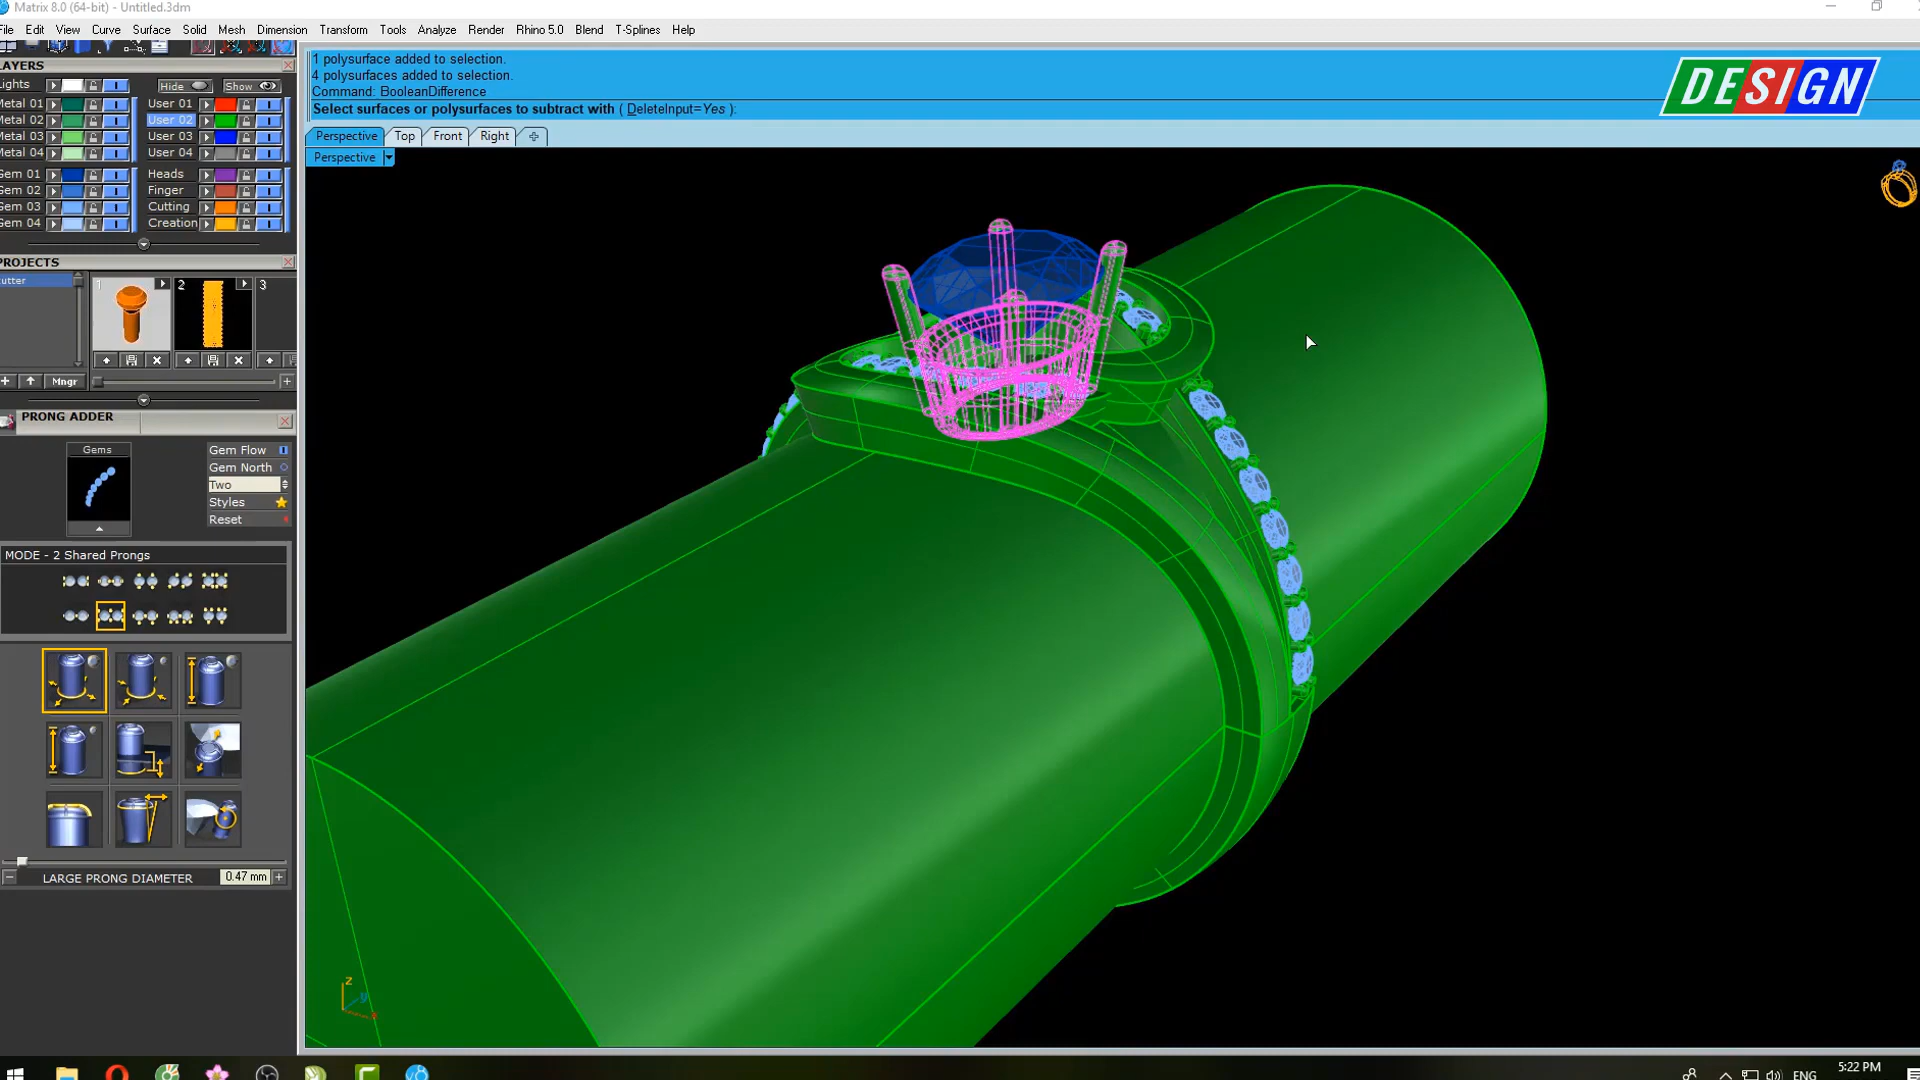 Matrix 8.0 (64-bit) - Untitled.3dm
File Edit View Curve Surface Solid Mesh Dimension Transform Tools Analyze Render Rhino 5.0 Blend T-Splines Help
1 polysurface added to selection.
4 polysurfaces added to selection.
Command: BooleanDifference
Select surfaces or polysurfaces to subtract with ( DeleteInput=Yes ):
DESIGN
Perspective Top Front Right
Perspective
LAYERS
Lights Hide Show
Metal 01 User 01
Metal 02 User 02
Metal 03 User 03
Metal 04 User 04
Gem 01 Heads
Gem 02 Finger
Gem 03 Cutting
Gem 04 Creation
PROJECTS
cutter 1 2 3
Mngr
PRONG ADDER
Gems
Gem Flow
Gem North
Two
Styles
Reset
MODE - 2 Shared Prongs
LARGE PRONG DIAMETER 0.47 mm
z
y
x
ENG
5:22 PM